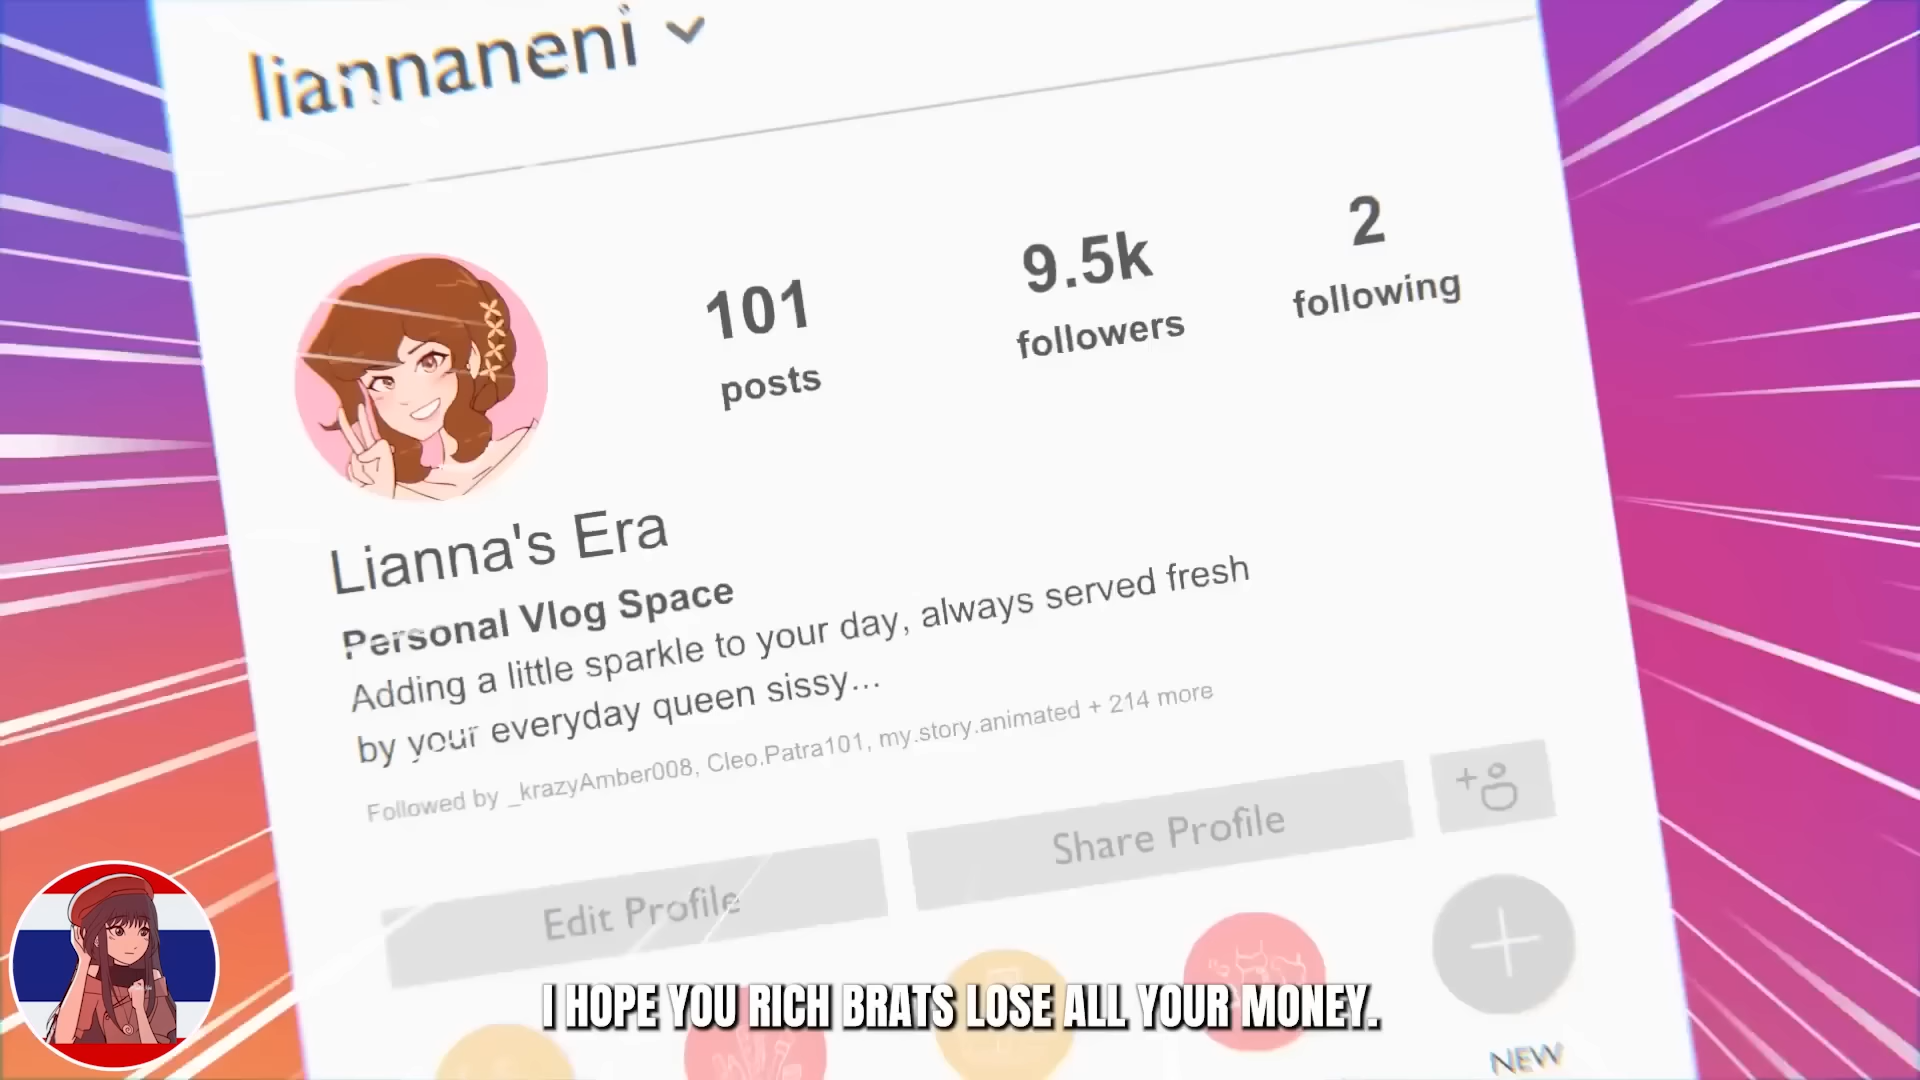 liannaneni
101 posts
9.5k followers
2 following
Lianna's Era
Personal Vlog Space
Adding a little sparkle to your day, always served fresh
by your everyday queen sissy...
Followed by _krazyAmber008, Cleo.Patra101, my.story.animated + 214 more
Edit Profile
Share Profile
NEW
I HOPE YOU RICH BRATS LOSE ALL YOUR MONEY.